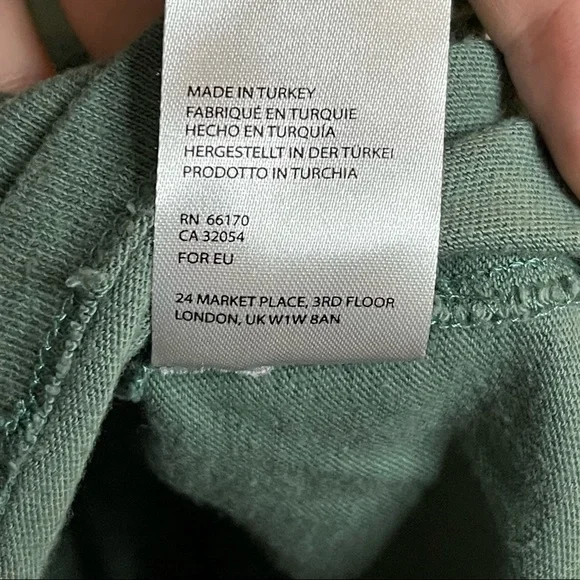 MADE IN TURKEY
FABRIQUÉ EN TURQUIE
HECHO EN TURQUÍA
HERGESTELLT IN DER TÜRKEI
PRODOTTO IN TURCHIA
RN 66170
CA 32054
FOR EU
24 MARKET PLACE, 3RD FLOOR
LONDON, UK W1W 8AN